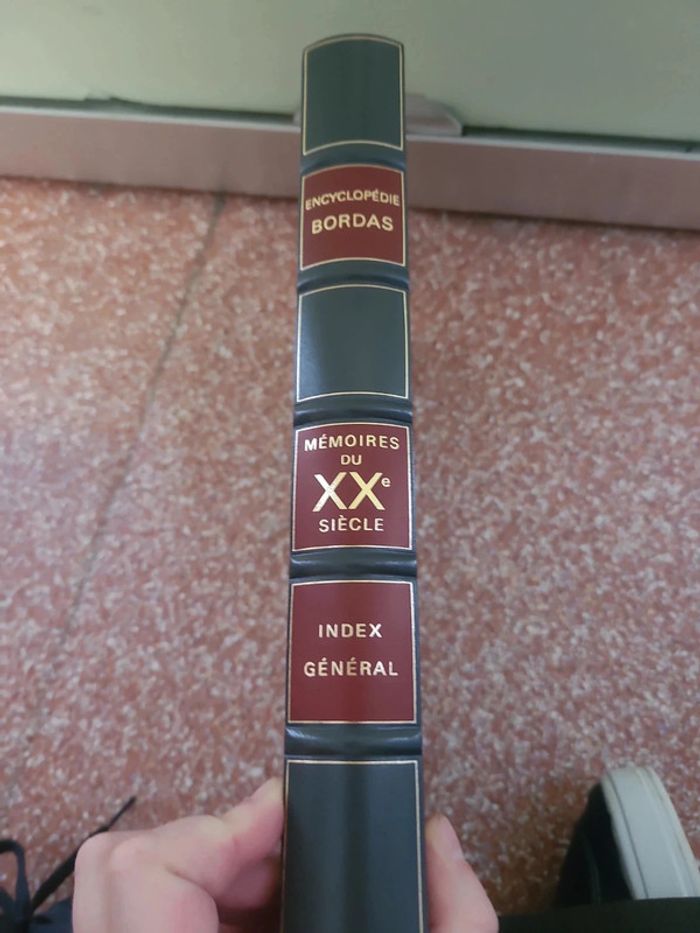 ENCYCLOPÉDIE
BORDAS
MÉMOIRES
DU
XXe
SIÈCLE
INDEX
GÉNÉRAL